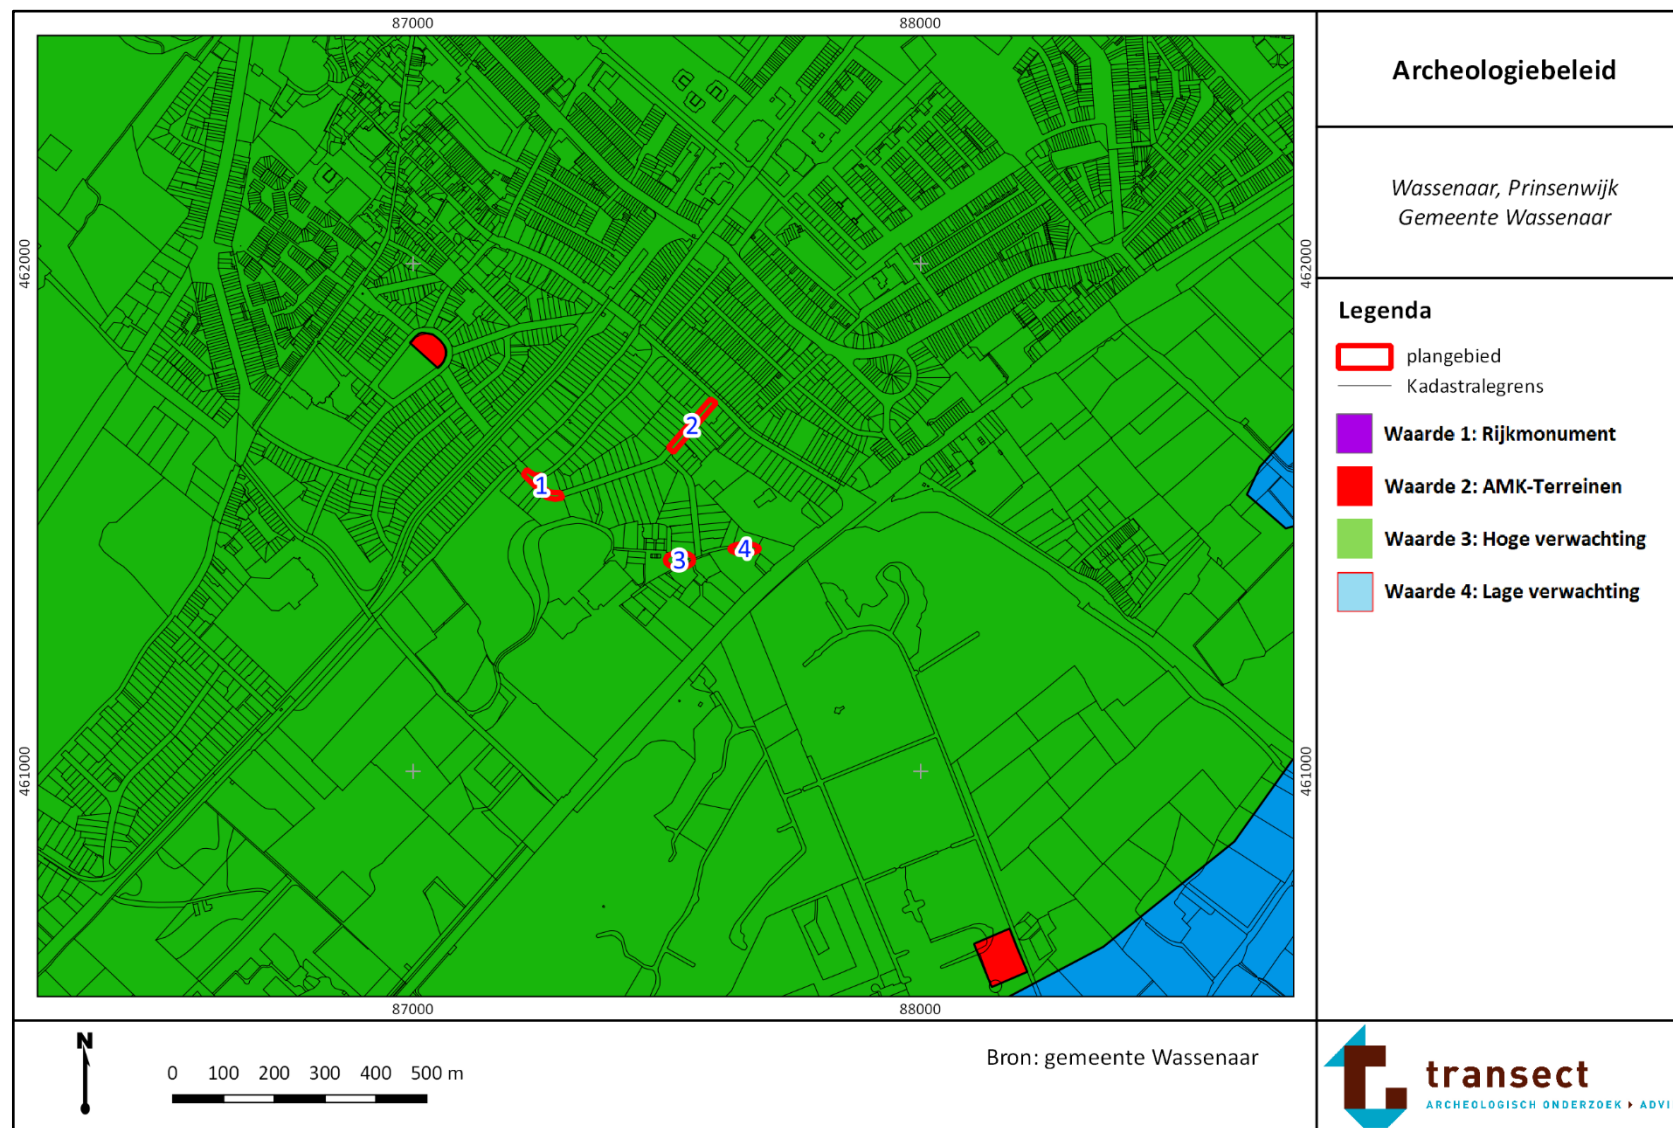 87000
88000
462000
462000
461000
461000
1
2
3
4
87000
88000
Archeologiebeleid
Wassenaar, Prinsenwijk
Gemeente Wassenaar
Legenda
plangebied
Kadastralegrens
Waarde 1: Rijkmonument
Waarde 2: AMK-Terreinen
Waarde 3: Hoge verwachting
Waarde 4: Lage verwachting
N
0 100 200 300 400 500 m
Bron: gemeente Wassenaar
transect
ARCHEOLOGISCH ONDERZOEK ▸ ADVI